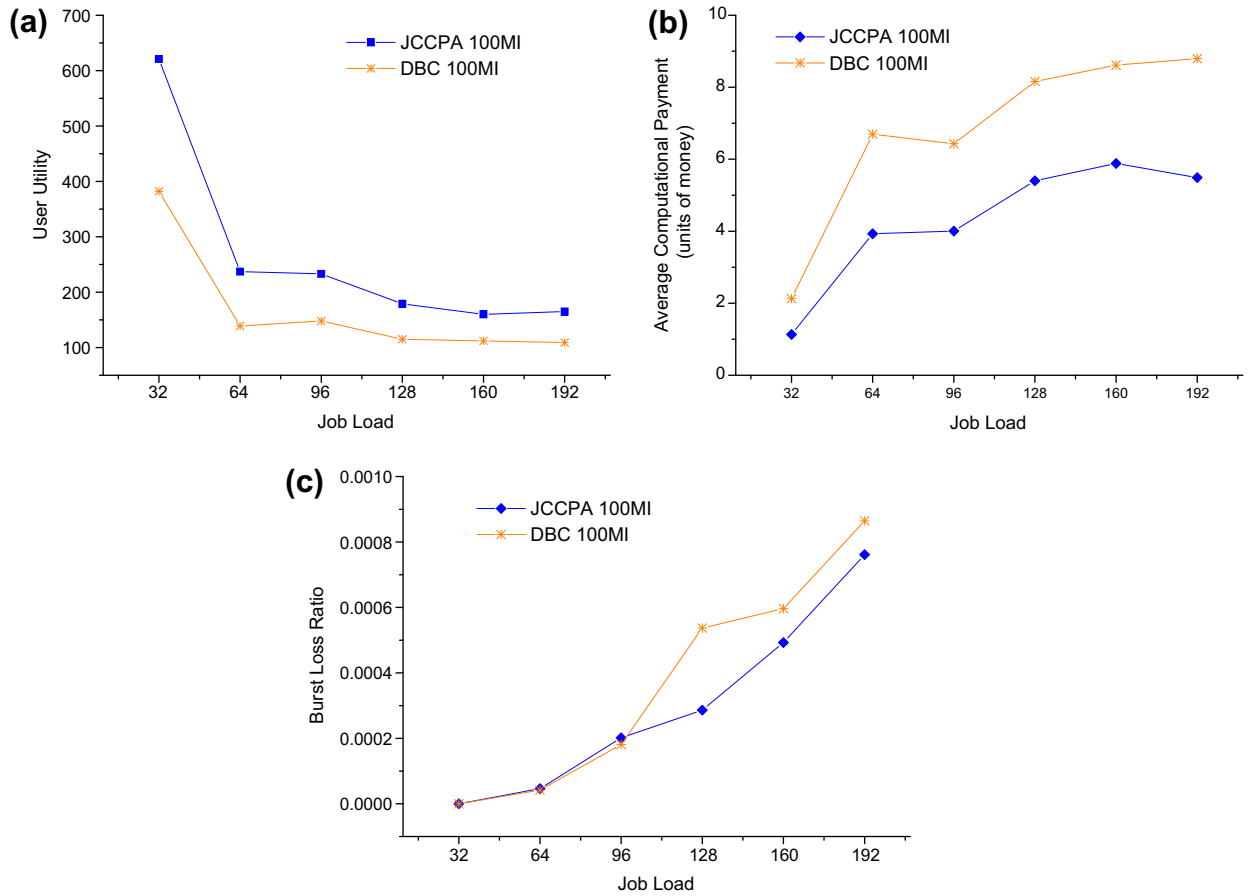 (a)
700
600
500
400
300
200
100
User Utility
JCCPA 100MI
DBC 100MI
32 64 96 128 160 192
Job Load
(b)
10
8
6
4
2
0
Average Computational Payment
(units of money)
JCCPA 100MI
DBC 100MI
32 64 96 128 160 192
Job Load
(c)
0.0010
0.0008
0.0006
0.0004
0.0002
0.0000
Burst Loss Ratio
JCCPA 100MI
DBC 100MI
32 64 96 128 160 192
Job Load